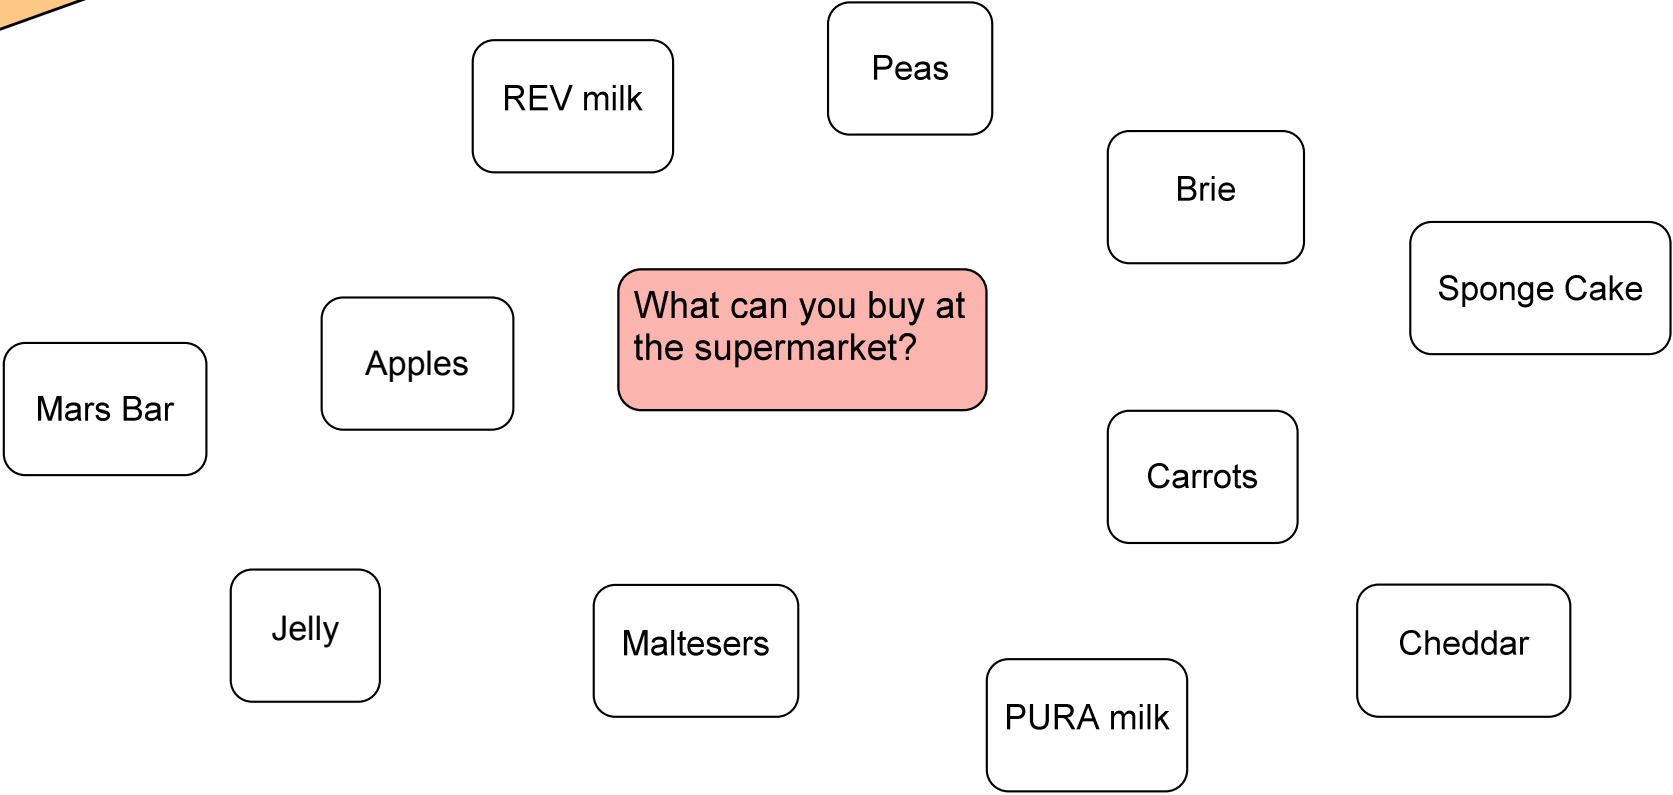 Peas
REV milk
Brie
Sponge Cake
What can you buy at
the supermarket?
Apples
Mars Bar
Carrots
Jelly
Maltesers
Cheddar
PURA milk